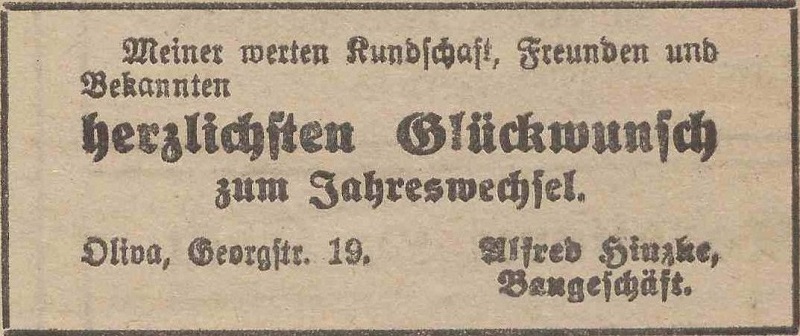 Meiner werten Kundschaft, Freunden und
Bekannten
herzlichsten Glückwunsch
zum Jahreswechsel.
Oliva, Georgstr. 19.
Alfred Hinzke,
Baugeschäft.